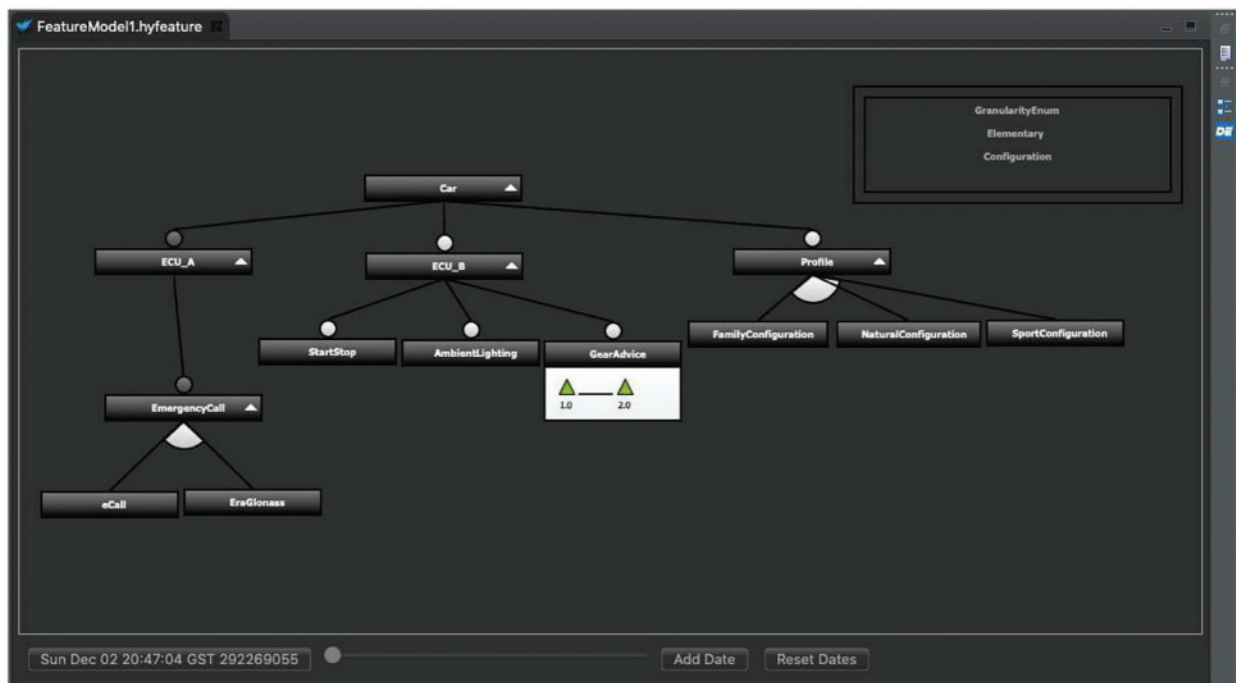 FeatureModel1.hyfeature
GranularityEnum
Elementary
Configuration
Car
ECU_A
ECU_B
Profile
StartStop
AmbientLighting
GearAdvice
FamilyConfiguration
NaturalConfiguration
SportConfiguration
1.0
2.0
EmergencyCall
eCall
EraGlonass
Sun Dec 02 20:47:04 GST 292269055
Add Date
Reset Dates
DE